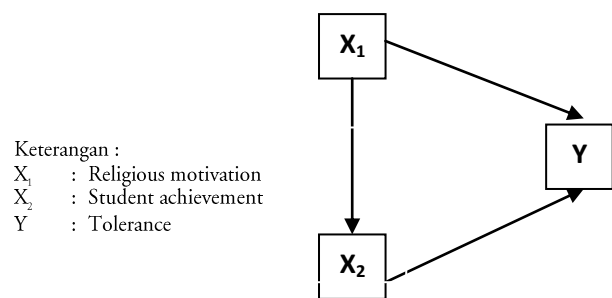 X₁
Keterangan :
X₁ : Religious motivation
X₂ : Student achievement
Y : Tolerance
Y
X₂